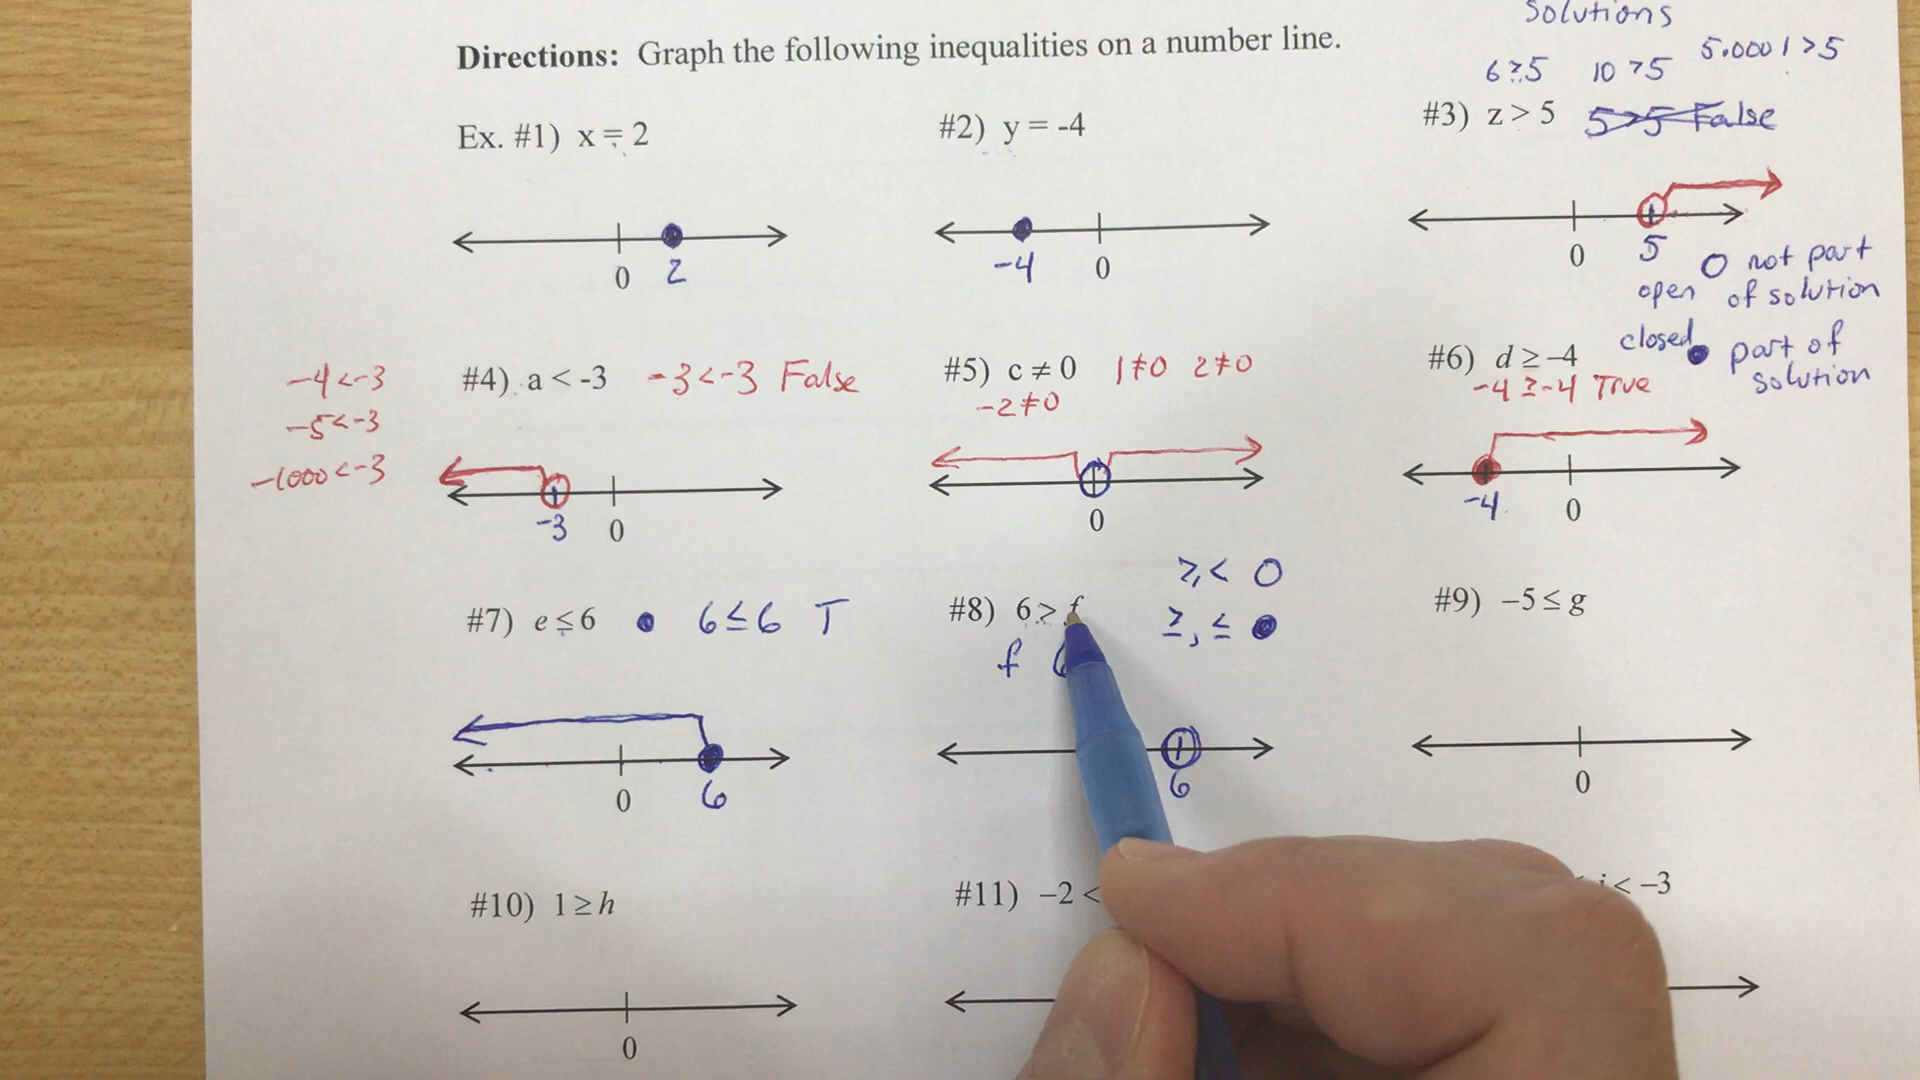 Solutions
Directions: Graph the following inequalities on a number line.
6>5 10>5 5.0001>5
Ex. #1) x = 2
#2) y = -4
#3) z > 5 5>5 False
0 2
-4 0
0 5
O not part
open of solution
closed ● part of
solution
-4<-3
-5<-3
-1000<-3
#4) a < -3 -3<-3 False
#5) c ≠ 0 1≠0 2≠0
-2≠0
#6) d ≥ -4
-4≥-4 True
-3 0
0
-4 0
#7) e ≤ 6 ● 6≤6 T
#8) 6 > f
f
>,< O
≥,≤ ●
#9) -5 ≤ g
0 6
6
0
#10) 1 ≥ h
#11) -2 <
< -3
0